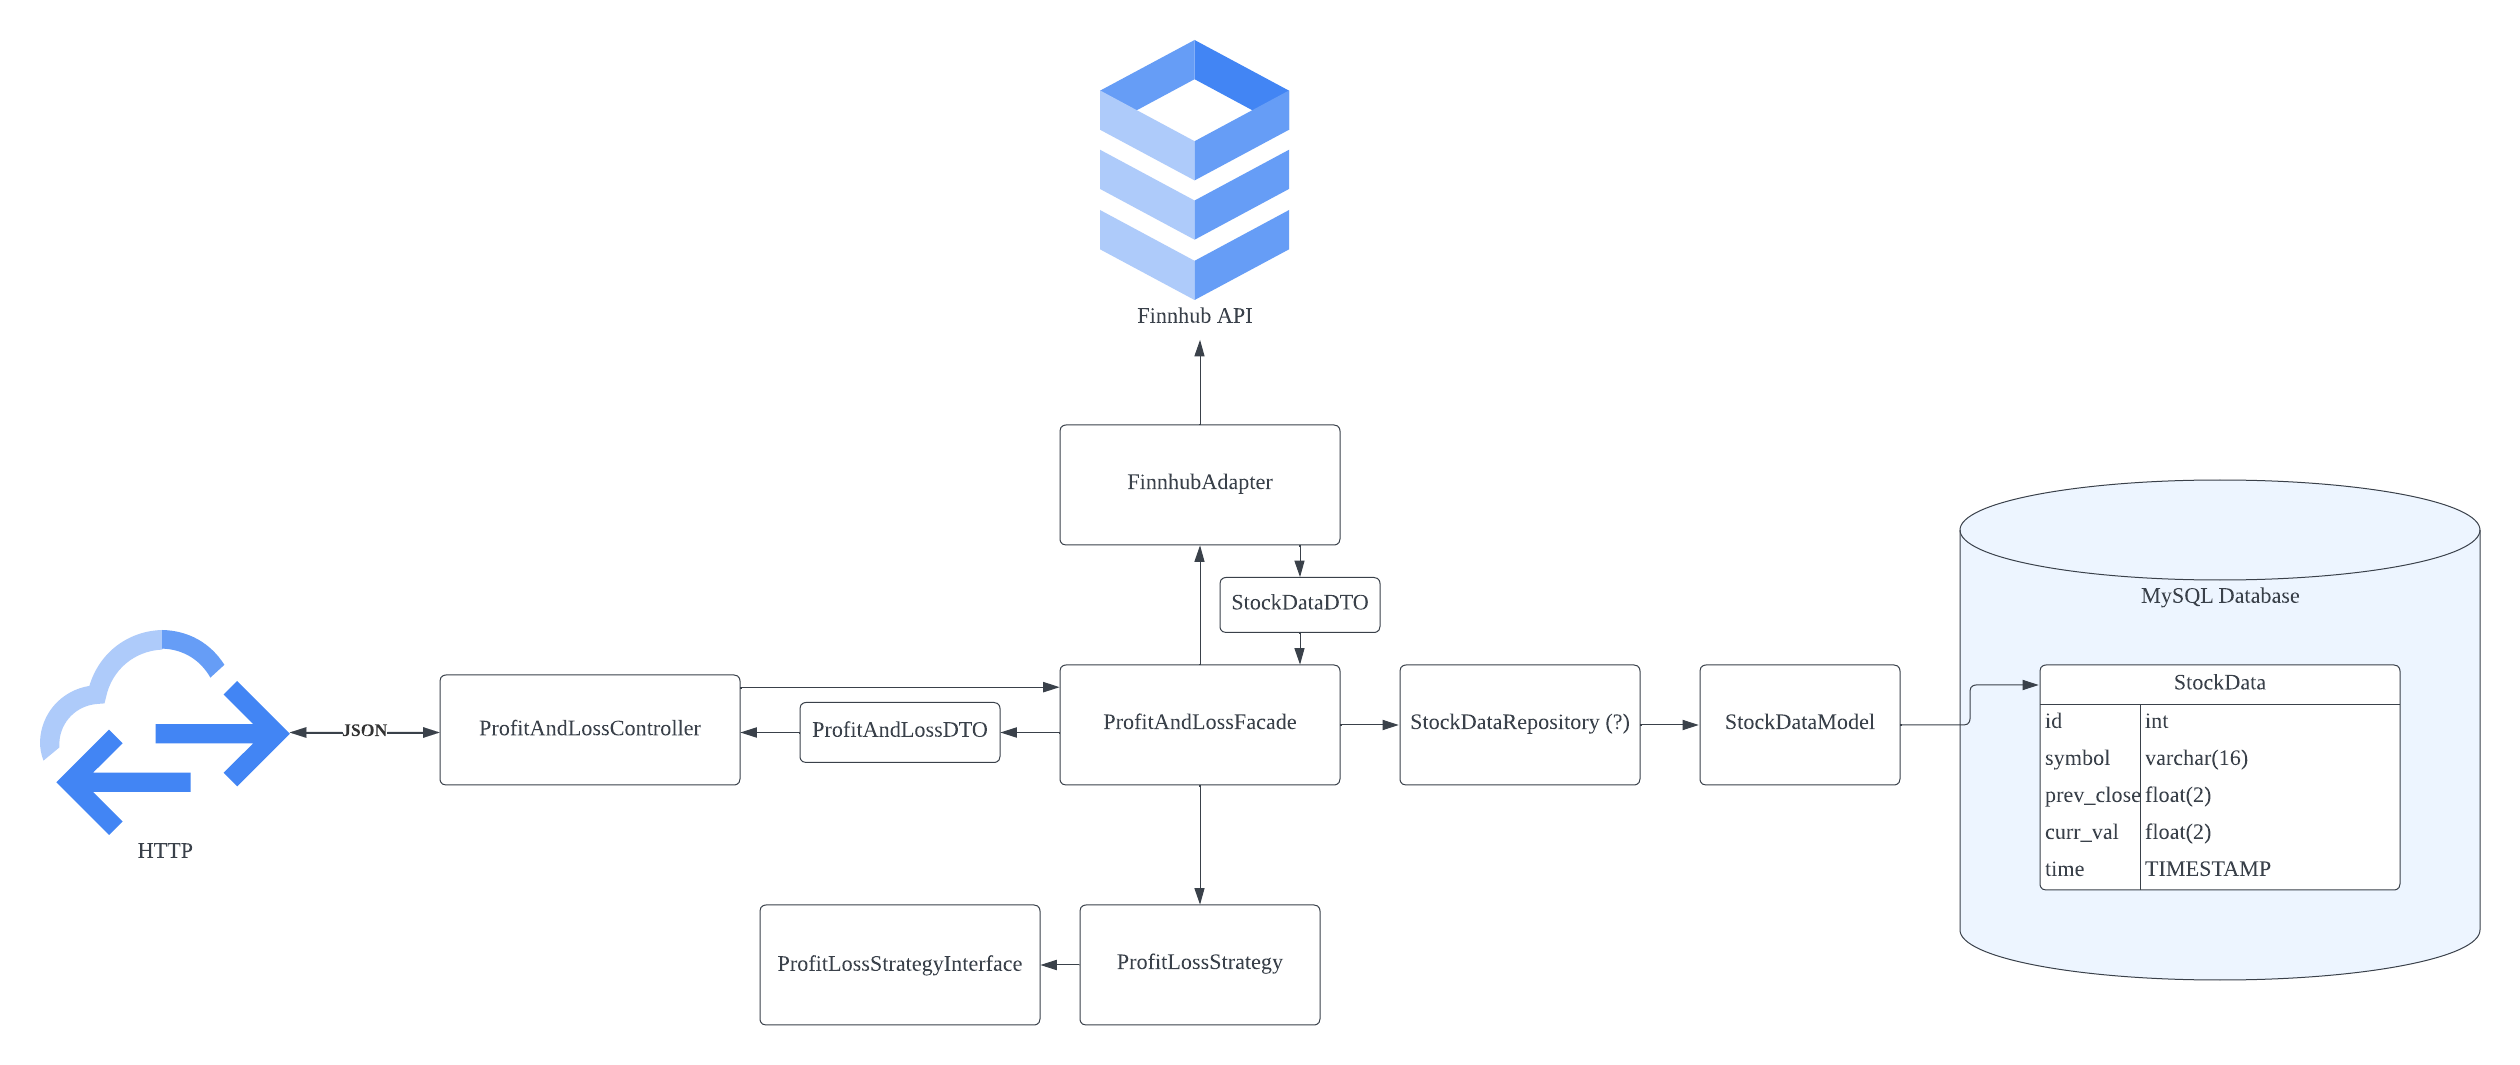 Finnhub API
FinnhubAdapter
StockDataDTO
MySQL Database
JSON
HTTP
ProfitAndLossController
ProfitAndLossDTO
ProfitAndLossFacade
StockDataRepository (?)
StockDataModel
StockData
id int
symbol varchar(16)
prev_close float(2)
curr_val float(2)
time TIMESTAMP
ProfitLossStrategyInterface
ProfitLossStrategy